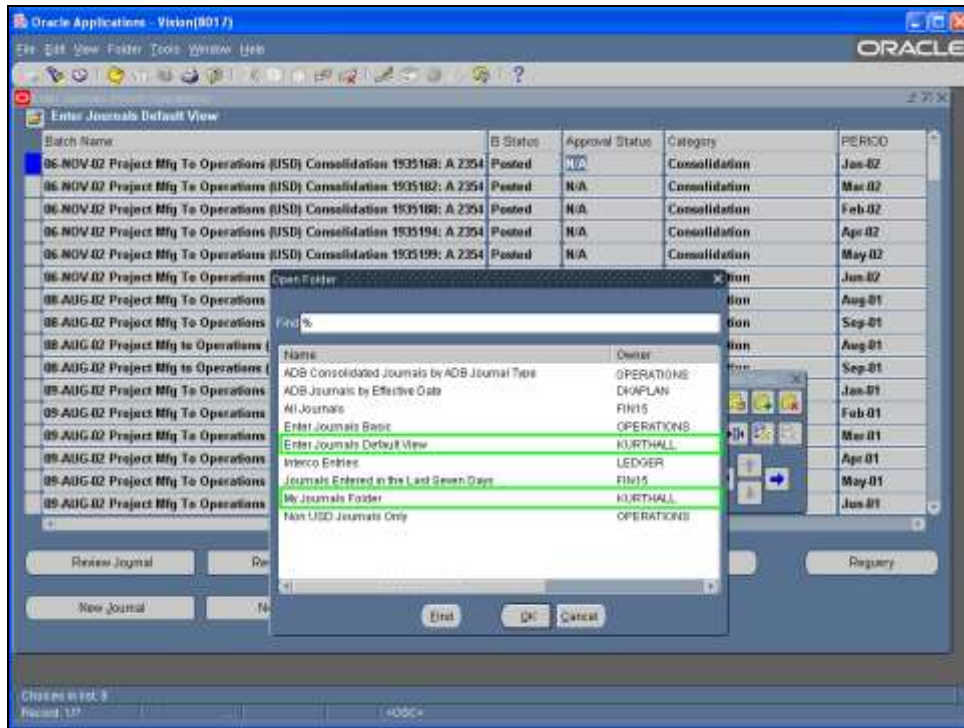 Oracle Applications - Vision(8017)
File Edit View Folder Tools Window Help
ORACLE
Enter Journals Default View
Batch Name B Status Approval Status Category PERIOD
06-NOV-02 Project Mfg To Operations (USD) Consolidation 1935168: A 2354 Posted N/A Consolidation Jan-02
06-NOV-02 Project Mfg To Operations (USD) Consolidation 1935182: A 2354 Posted N/A Consolidation Mar-02
06-NOV-02 Project Mfg To Operations (USD) Consolidation 1935188: A 2354 Posted N/A Consolidation Feb-02
06-NOV-02 Project Mfg To Operations (USD) Consolidation 1935194: A 2354 Posted N/A Consolidation Apr-02
06-NOV-02 Project Mfg To Operations (USD) Consolidation 1935199: A 2354 Posted N/A Consolidation May-02
06-NOV-02 Project Mfg To Operations tion Jun-02
08-AUG-02 Project Mfg To Operations tion Aug-01
08-AUG-02 Project Mfg To Operations tion Sep-01
08-AUG-02 Project Mfg to Operations ( tion Aug-01
08-AUG-02 Project Mfg to Operations ( Sep-01
09-AUG-02 Project Mfg To Operations Jan-01
09-AUG-02 Project Mfg To Operations Feb-01
09-AUG-02 Project Mfg To Operations Mar-01
09-AUG-02 Project Mfg To Operations Apr-01
09-AUG-02 Project Mfg To Operations May-01
09-AUG-02 Project Mfg To Operations Jun-01
Open Folder
Find %
Name Owner
ADB Consolidated Journals by ADB Journal Type OPERATIONS
ADB Journals by Effective Date DKAPLAN
All Journals FIN15
Enter Journals Basic OPERATIONS
Enter Journals Default View KURTHALL
Interco Entries LEDGER
Journals Entered in the Last Seven Days FIN15
My Journals Folder KURTHALL
Non USD Journals Only OPERATIONS
Find OK Cancel
Review Journal Re Requery
New Journal N
Choices in list: 9
Record: 1/? <OSC>